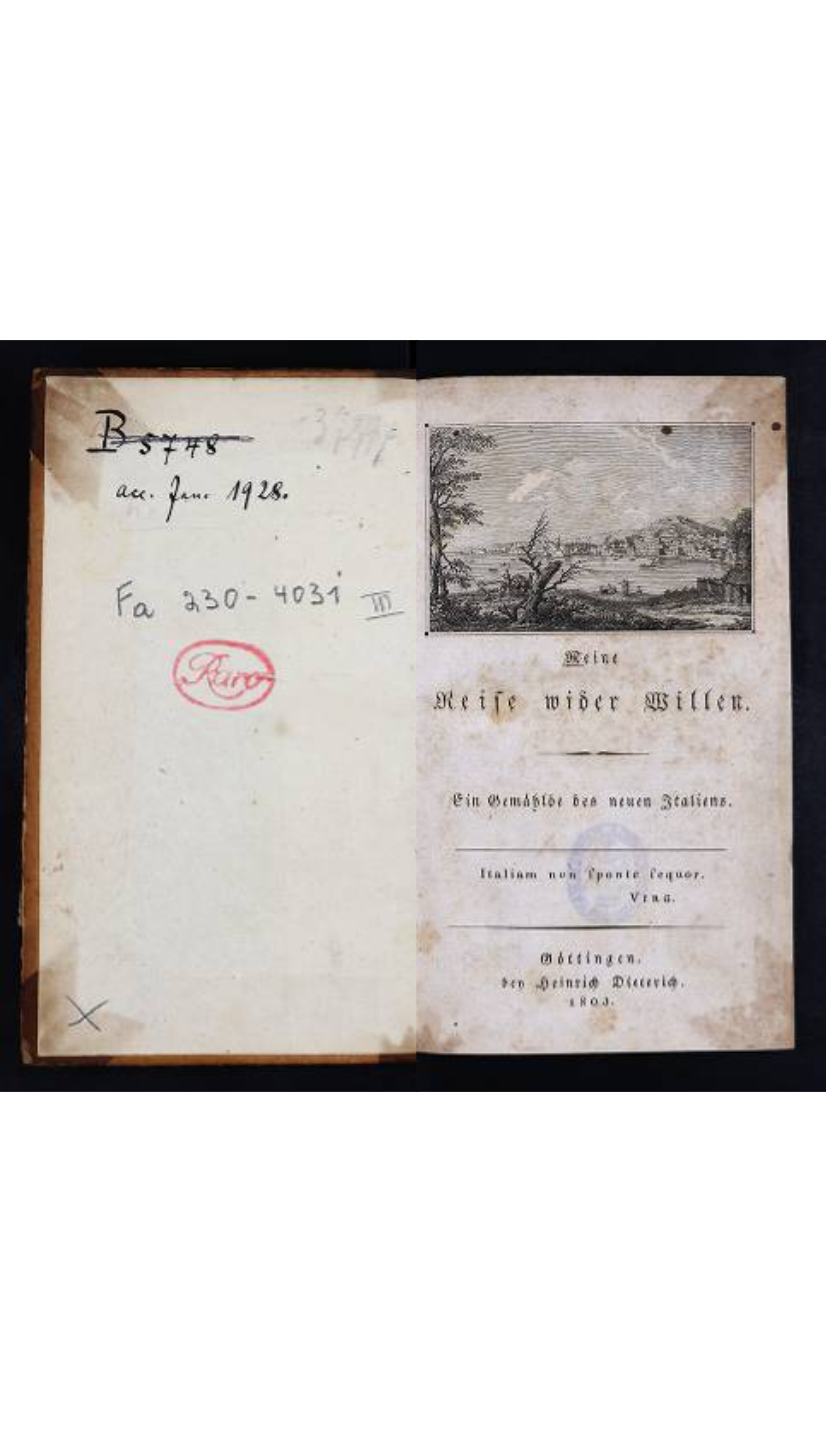 B 5748
acc. Jan. 1928.
Fa 230-4031 III
Raro
Meine
Reiſe wider Willen.
Ein Gemählde des neuen Italiens.
Italiam non ſponte ſequor.
VIRG.
Göttingen,
bey Heinrich Dieterich.
1803.